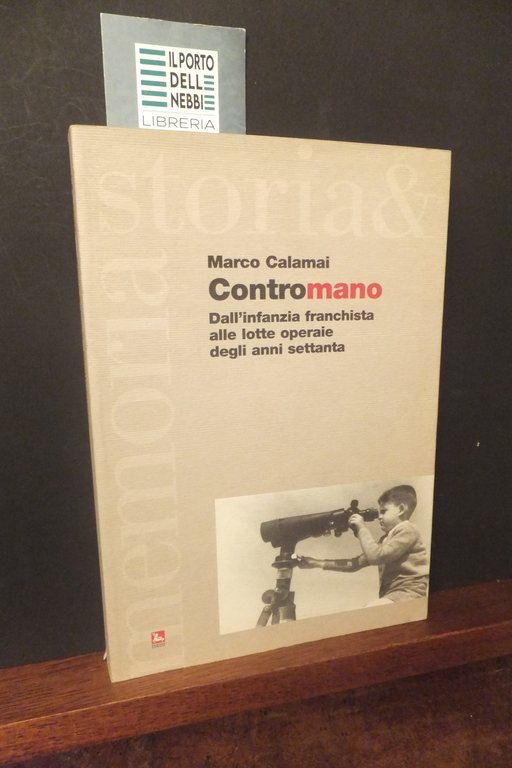 IL PORTO
DELL
NEBBI
LIBRERIA
storia&
memoria
Marco Calamai
Contromano
Dall'infanzia franchista
alle lotte operaie
degli anni settanta